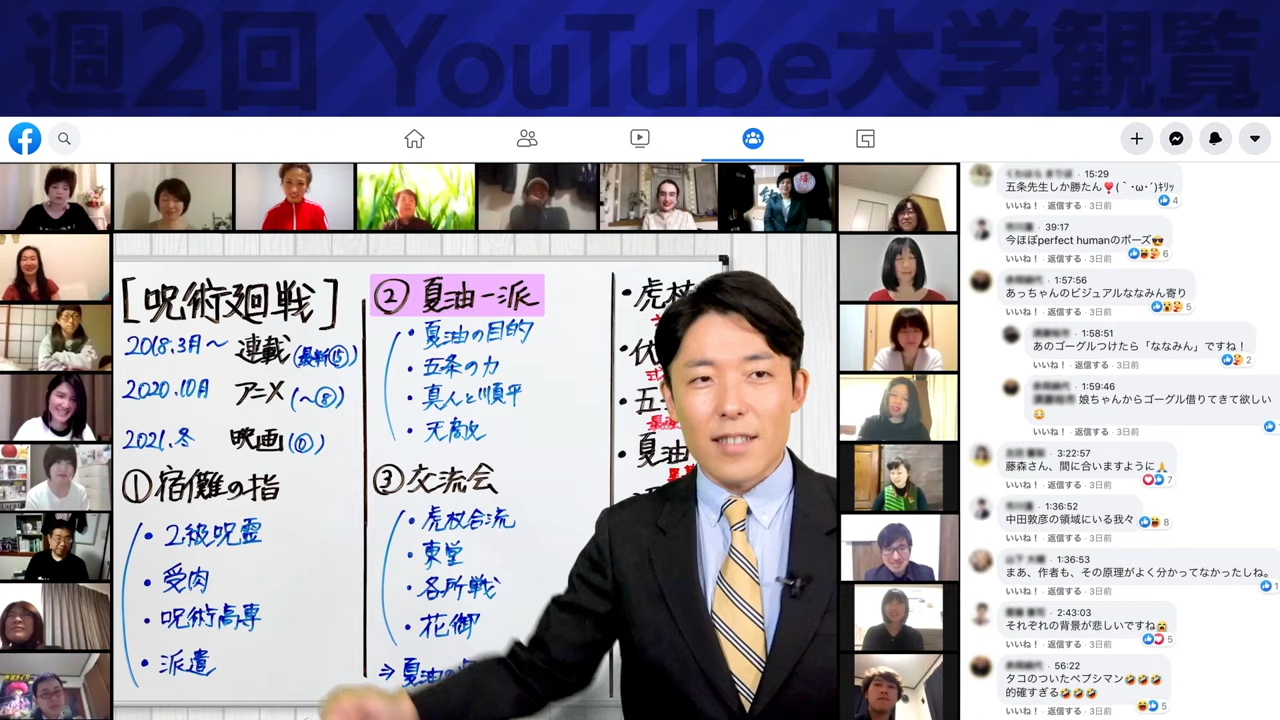 週2回 YouTube大学観覧
[呪術廻戦]
2018.3月〜 連載(最新⑮)
2020.10月 アニメ(〜⑧)
2021.冬 映画(⓪)
①宿儺の指
・2級呪霊
・受肉
・呪術高専
・派遣
②夏油一派
・夏油の目的
・五条の力
・真人と順平
・天与
③交流会
・虎杖合流
・東堂
・各所戦
・花御
⇒夏油の
・虎杖
・伏
・五
・夏油
15:29
五条先生しか勝たん❣️(｀･ω･´)ｷﾘｯ
4
いいね！ · 返信する · 3日前
39:17
今ほぼperfect humanのポーズ😎
6
いいね！ · 返信する · 3日前
1:57:56
あっちゃんのビジュアルななみん寄り
5
いいね！ · 返信する · 3日前
1:58:51
あのゴーグルつけたら「ななみん」ですね！
2
いいね！ · 返信する · 3日前
1:59:46
娘ちゃんからゴーグル借りてきて欲しい
😳
いいね！ · 返信する · 3日前
3:22:57
藤森さん、間に合いますように🙏
7
いいね！ · 返信する · 3日前
1:36:52
中田敦彦の領域にいる我々
8
いいね！ · 返信する · 3日前
1:36:53
まあ、作者も、その原理がよく分かってなかったしね。
1
いいね！ · 返信する · 3日前
2:43:03
それぞれの背景が悲しいですね😭
5
いいね！ · 返信する · 3日前
56:22
タコのついたペプシマン🤣🤣🤣
的確すぎる🤣🤣🤣
5
いいね！ · 返信する · 3日前